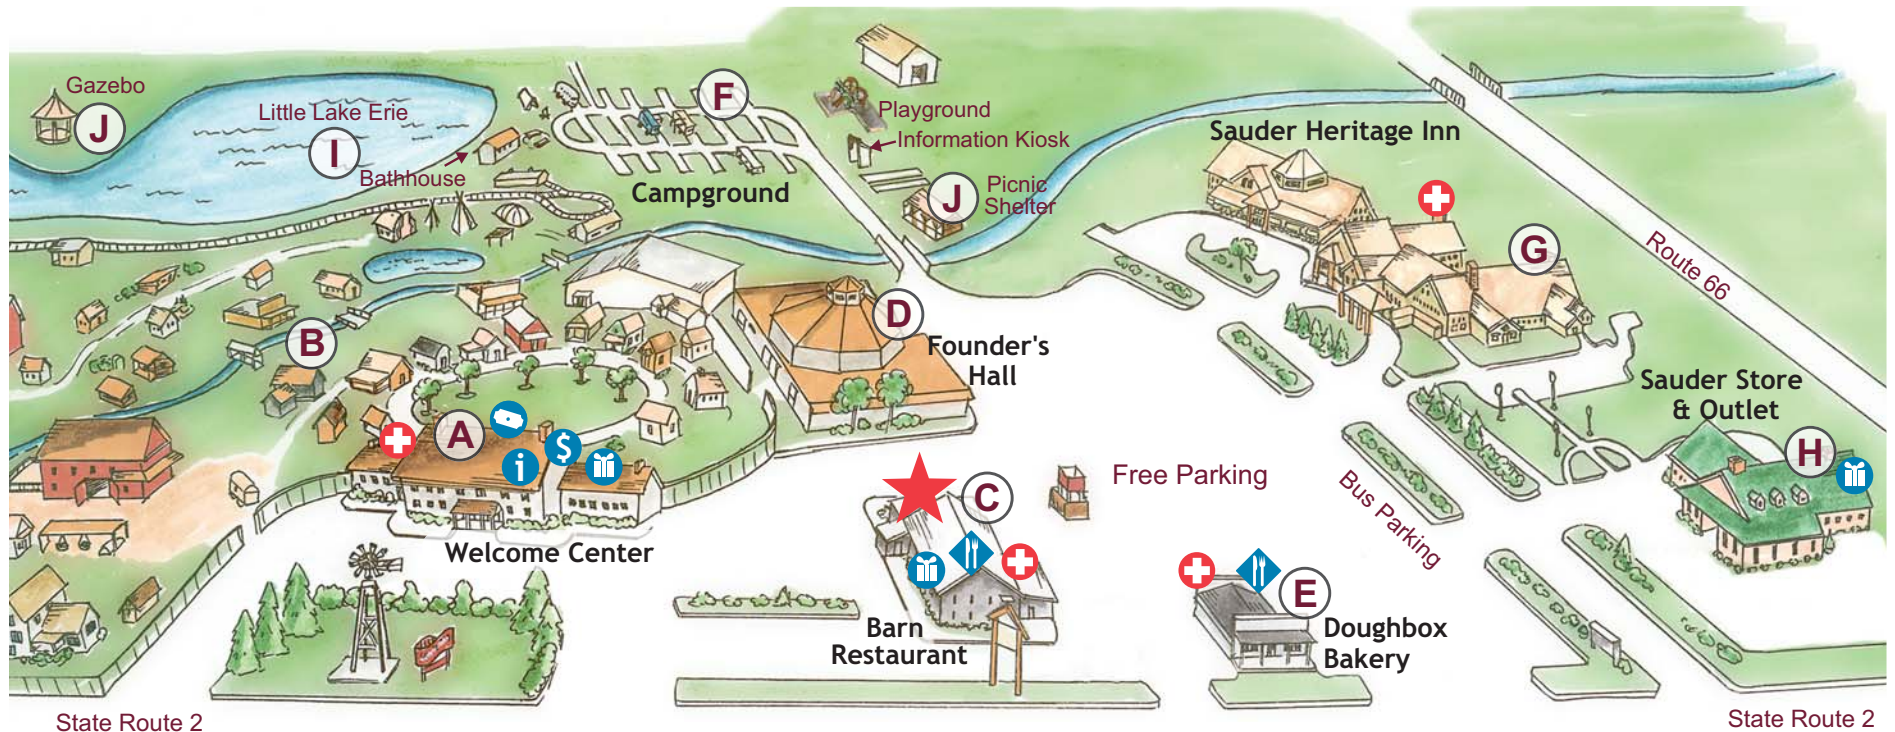 Gazebo
J
Little Lake Erie
I
Bathhouse
F
Campground
Playground
Information Kiosk
J
Picnic
Shelter
Sauder Heritage Inn
G
Route 66
B
D
Founder's
Hall
Sauder Store
& Outlet
H
A
$
i
Welcome Center
C
Free Parking
Bus Parking
Barn
Restaurant
E
Doughbox
Bakery
State Route 2
State Route 2